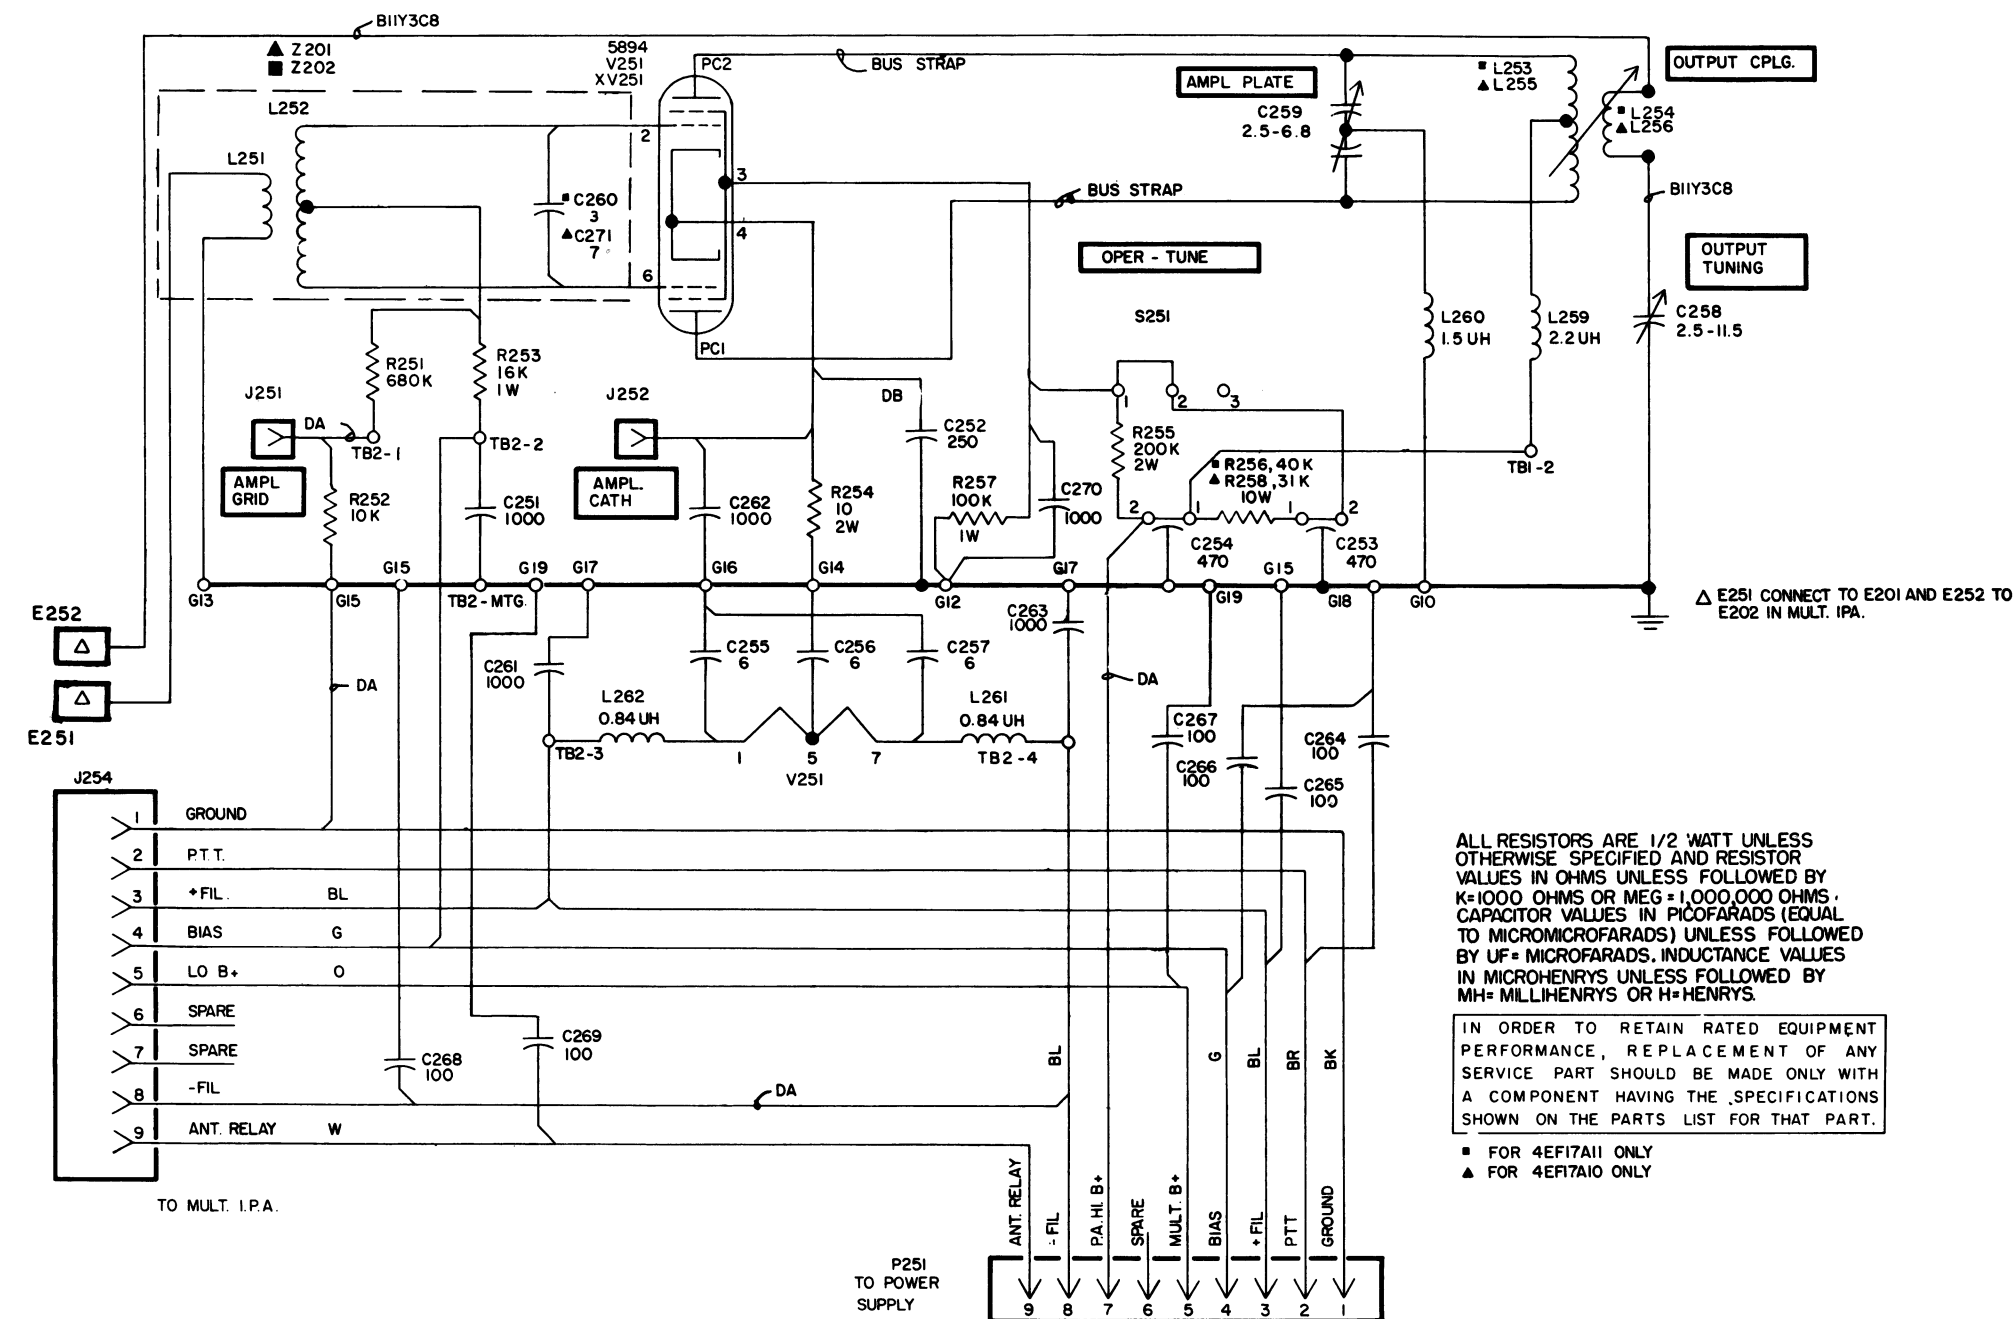 B11Y3C8
▲ Z201
■ Z202
5894
V251
XV251
PC2
BUS STRAP
AMPL PLATE
C259
2.5-6.8
■ L253
▲ L255
OUTPUT CPLG.
■ L254
▲ L256
L252
L251
2
3
4
6
■ C260
3
▲ C271
7
BUS STRAP
B11Y3C8
OPER - TUNE
OUTPUT
TUNING
S251
L260
1.5 UH
L259
2.2 UH
C258
2.5-11.5
PC1
R251
680K
R253
16K
1W
J251
DA
TB2-1
TB2-2
J252
DB
C252
250
1
2
3
R255
200K
2W
■ R256, 40K
▲ R258, 31K
10W
TB1-2
AMPL
GRID
R252
10K
C251
1000
AMPL.
CATH
C262
1000
R254
10
2W
R257
100K
1W
C270
1000
2
1
1
2
C254
470
C253
470
G13
G15
G15
TB2-MTG.
G19
G17
G16
G14
G12
G17
G19
G15
G18
G10
△ E251 CONNECT TO E201 AND E252 TO
E202 IN MULT. IPA.
E252
△
△
E251
DA
C261
1000
C255
6
C256
6
C257
6
C263
1000
DA
L262
0.84 UH
L261
0.84 UH
TB2-3
1
5
7
V251
TB2-4
C267
100
C266
100
C264
100
C265
100
J254
1
GROUND
2
P.T.T.
3
+FIL.
BL
4
BIAS
G
5
LO B+
O
6
SPARE
7
SPARE
8
-FIL
DA
9
ANT. RELAY
W
C268
100
C269
100
BL
G
BL
BR
BK
TO MULT. I.P.A.
ALL RESISTORS ARE 1/2 WATT UNLESS
OTHERWISE SPECIFIED AND RESISTOR
VALUES IN OHMS UNLESS FOLLOWED BY
K=1000 OHMS OR MEG = 1,000,000 OHMS.
CAPACITOR VALUES IN PICOFARADS (EQUAL
TO MICROMICROFARADS) UNLESS FOLLOWED
BY UF= MICROFARADS. INDUCTANCE VALUES
IN MICROHENRYS UNLESS FOLLOWED BY
MH= MILLIHENRYS OR H=HENRYS.
IN ORDER TO RETAIN RATED EQUIPMENT
PERFORMANCE, REPLACEMENT OF ANY
SERVICE PART SHOULD BE MADE ONLY WITH
A COMPONENT HAVING THE SPECIFICATIONS
SHOWN ON THE PARTS LIST FOR THAT PART.
■ FOR 4EF17A11 ONLY
▲ FOR 4EF17A10 ONLY
ANT. RELAY
- FIL
P.A. HI. B+
SPARE
MULT. B+
BIAS
+FIL
PTT
GROUND
P251
TO POWER
SUPPLY
9
8
7
6
5
4
3
2
1